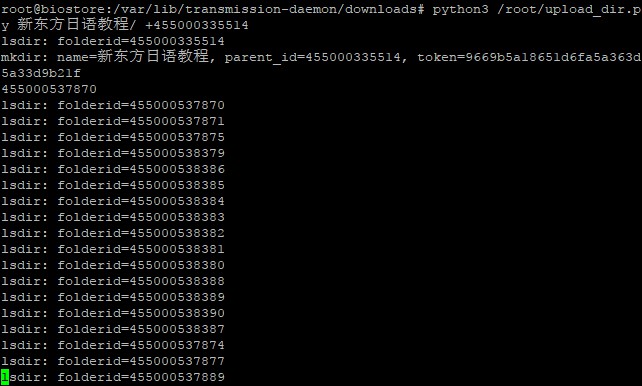 root@biostore:/var/lib/transmission-daemon/downloads# python3 /root/upload_dir.p
y 新东方日语教程/ +455000335514
lsdir: folderid=455000335514
mkdir: name=新东方日语教程, parent_id=455000335514, token=9669b5a18651d6fa5a363d
5a33d9b21f
455000537870
lsdir: folderid=455000537870
lsdir: folderid=455000537871
lsdir: folderid=455000537875
lsdir: folderid=455000538379
lsdir: folderid=455000538386
lsdir: folderid=455000538385
lsdir: folderid=455000538384
lsdir: folderid=455000538383
lsdir: folderid=455000538382
lsdir: folderid=455000538381
lsdir: folderid=455000538380
lsdir: folderid=455000538388
lsdir: folderid=455000538389
lsdir: folderid=455000538390
lsdir: folderid=455000538387
lsdir: folderid=455000537874
lsdir: folderid=455000537877
lsdir: folderid=455000537889